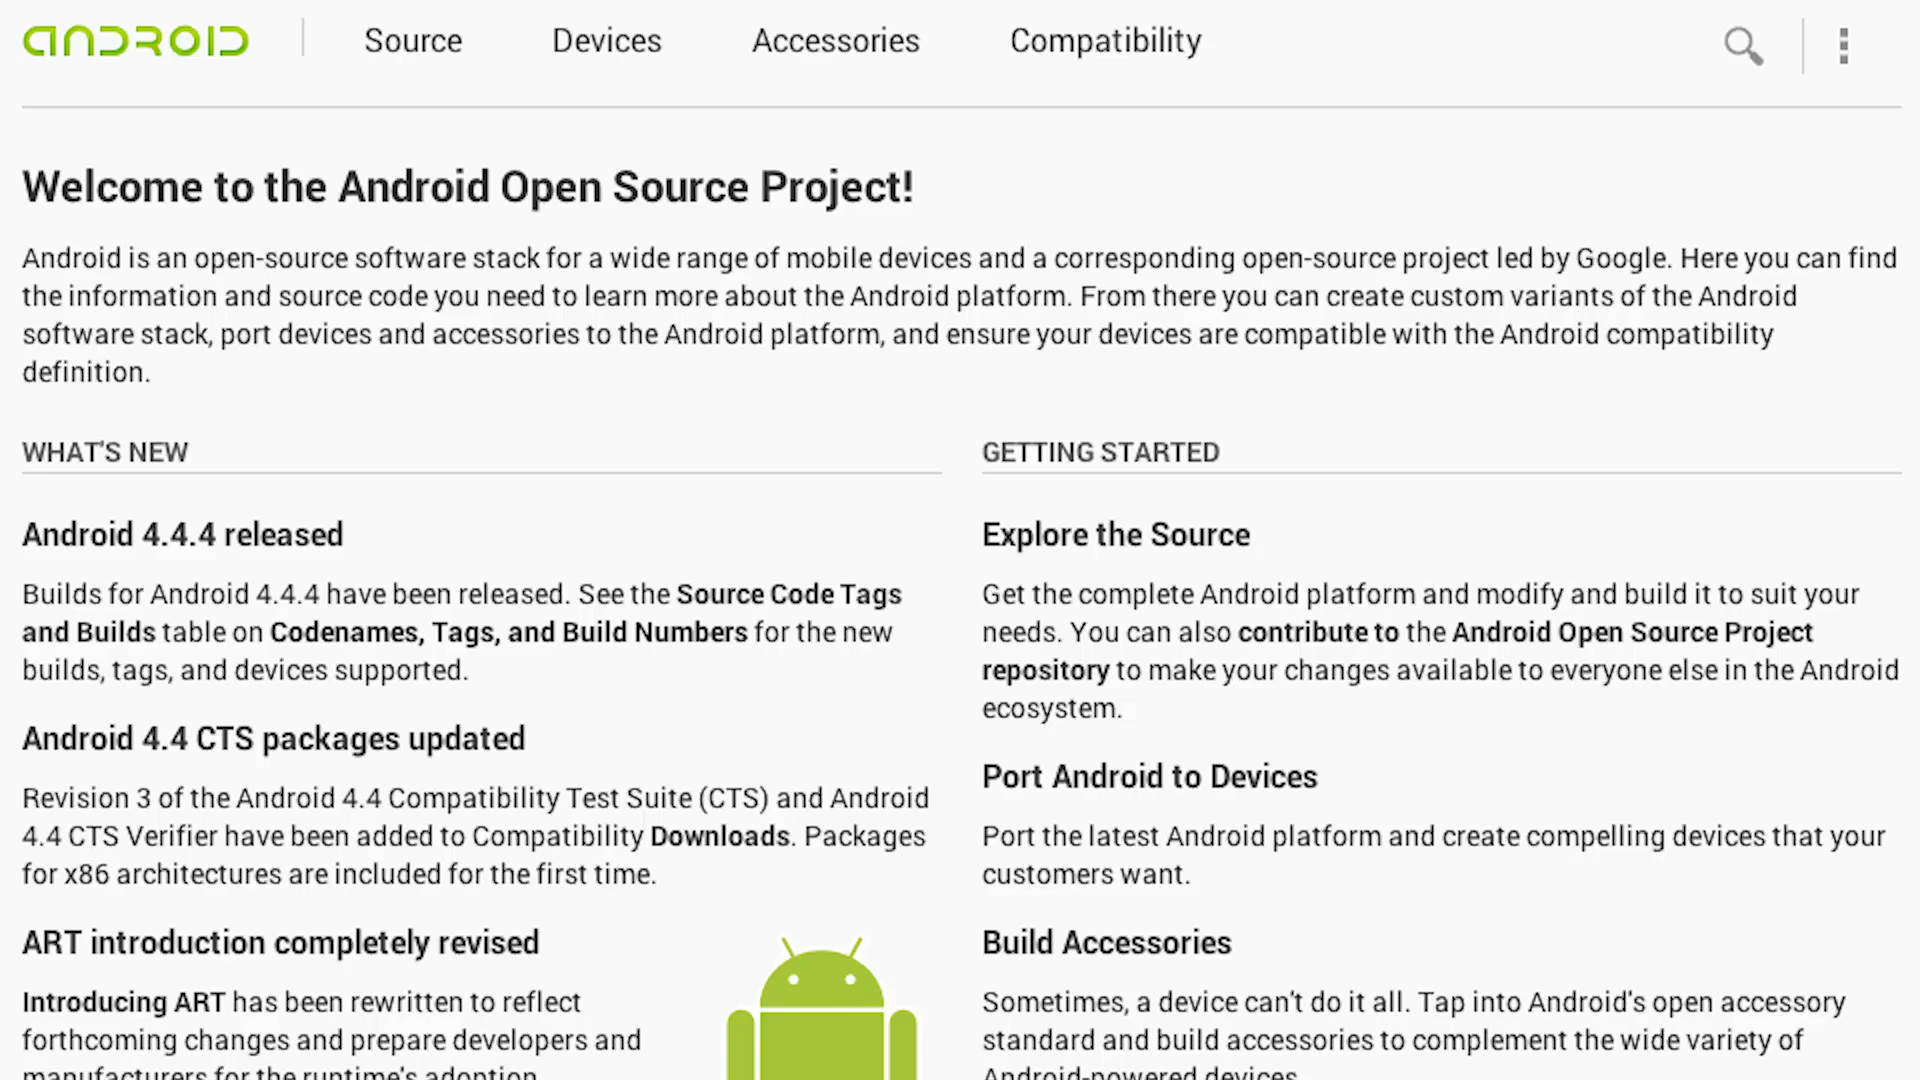 ANDROID
Source Devices Accessories Compatibility
Welcome to the Android Open Source Project!
Android is an open-source software stack for a wide range of mobile devices and a corresponding open-source project led by Google. Here you can find
the information and source code you need to learn more about the Android platform. From there you can create custom variants of the Android
software stack, port devices and accessories to the Android platform, and ensure your devices are compatible with the Android compatibility
definition.
WHAT'S NEW
Android 4.4.4 released
Builds for Android 4.4.4 have been released. See the Source Code Tags
and Builds table on Codenames, Tags, and Build Numbers for the new
builds, tags, and devices supported.
Android 4.4 CTS packages updated
Revision 3 of the Android 4.4 Compatibility Test Suite (CTS) and Android
4.4 CTS Verifier have been added to Compatibility Downloads. Packages
for x86 architectures are included for the first time.
ART introduction completely revised
Introducing ART has been rewritten to reflect
forthcoming changes and prepare developers and
manufacturers for the runtime's adoption
GETTING STARTED
Explore the Source
Get the complete Android platform and modify and build it to suit your
needs. You can also contribute to the Android Open Source Project
repository to make your changes available to everyone else in the Android
ecosystem.
Port Android to Devices
Port the latest Android platform and create compelling devices that your
customers want.
Build Accessories
Sometimes, a device can't do it all. Tap into Android's open accessory
standard and build accessories to complement the wide variety of
Android-powered devices